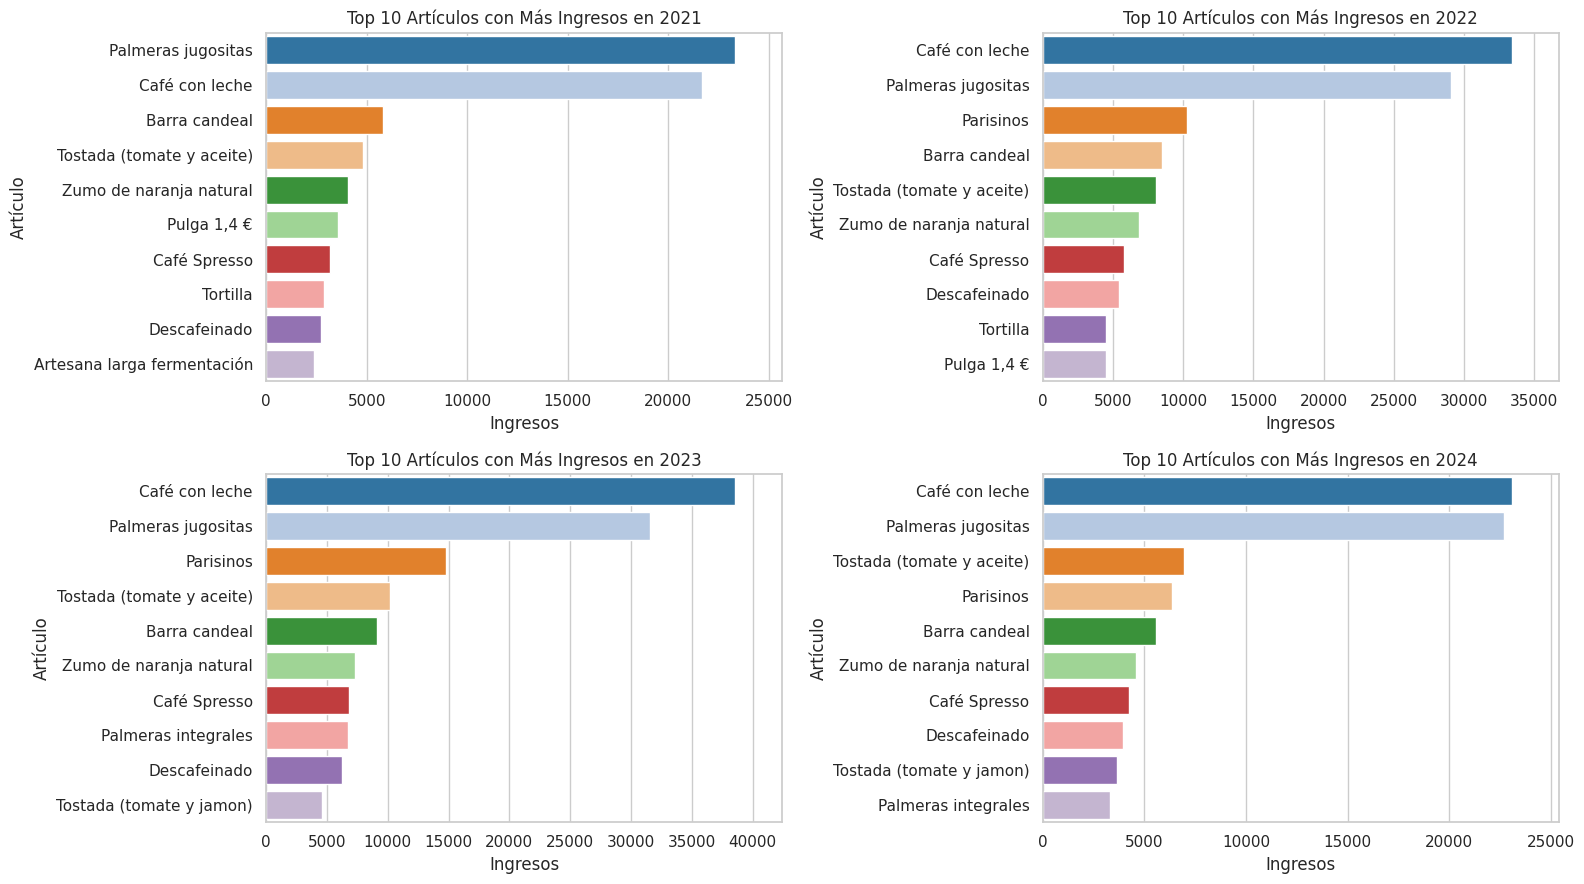 Top 10 Artículos con Más Ingresos en 2021
Artículo
Palmeras jugositas
Café con leche
Barra candeal
Tostada (tomate y aceite)
Zumo de naranja natural
Pulga 1,4 €
Café Spresso
Tortilla
Descafeinado
Artesana larga fermentación
0 5000 10000 15000 20000 25000
Ingresos
Top 10 Artículos con Más Ingresos en 2022
Artículo
Café con leche
Palmeras jugositas
Parisinos
Barra candeal
Tostada (tomate y aceite)
Zumo de naranja natural
Café Spresso
Descafeinado
Tortilla
Pulga 1,4 €
0 5000 10000 15000 20000 25000 30000 35000
Ingresos
Top 10 Artículos con Más Ingresos en 2023
Artículo
Café con leche
Palmeras jugositas
Parisinos
Tostada (tomate y aceite)
Barra candeal
Zumo de naranja natural
Café Spresso
Palmeras integrales
Descafeinado
Tostada (tomate y jamon)
0 5000 10000 15000 20000 25000 30000 35000 40000
Ingresos
Top 10 Artículos con Más Ingresos en 2024
Artículo
Café con leche
Palmeras jugositas
Tostada (tomate y aceite)
Parisinos
Barra candeal
Zumo de naranja natural
Café Spresso
Descafeinado
Tostada (tomate y jamon)
Palmeras integrales
0 5000 10000 15000 20000 25000
Ingresos